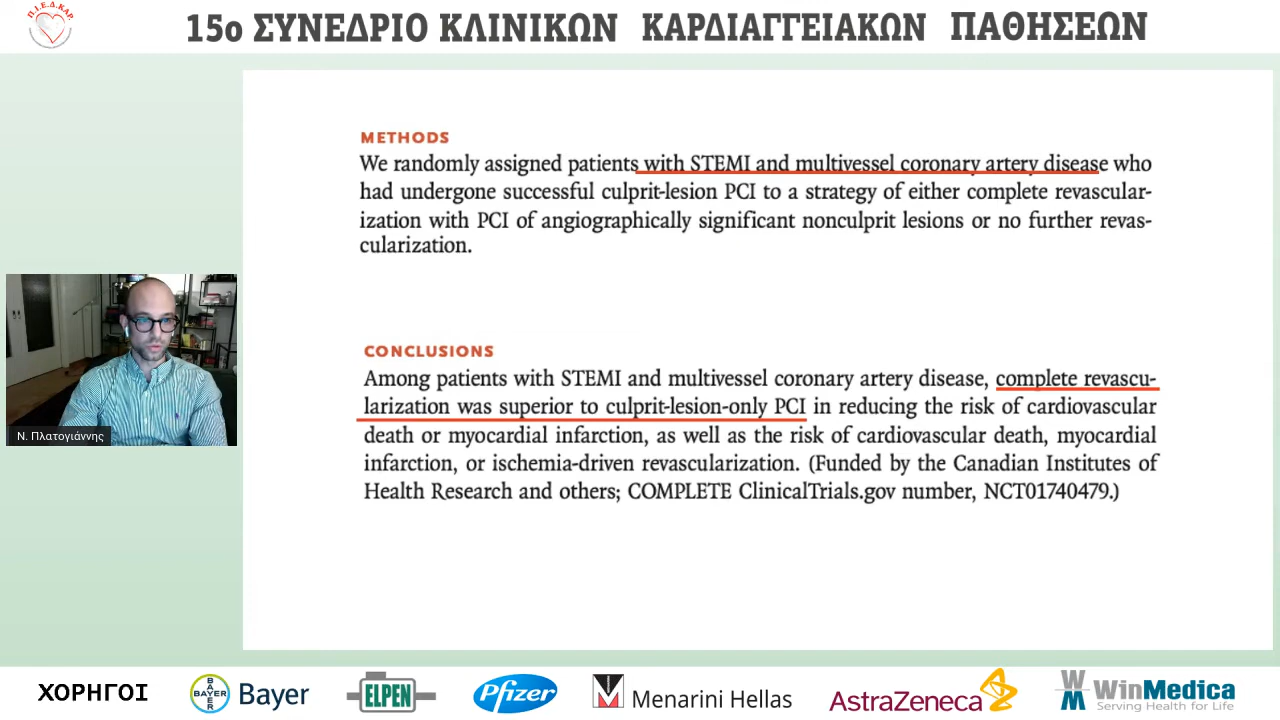 Π.Ι.Ε.Δ.ΚΑΡ.
15ο ΣΥΝΕΔΡΙΟ ΚΛΙΝΙΚΩΝ ΚΑΡΔΙΑΓΓΕΙΑΚΩΝ ΠΑΘΗΣΕΩΝ
METHODS
We randomly assigned patients with STEMI and multivessel coronary artery disease who
had undergone successful culprit-lesion PCI to a strategy of either complete revascular-
ization with PCI of angiographically significant nonculprit lesions or no further revas-
cularization.
CONCLUSIONS
Among patients with STEMI and multivessel coronary artery disease, complete revascu-
larization was superior to culprit-lesion-only PCI in reducing the risk of cardiovascular
death or myocardial infarction, as well as the risk of cardiovascular death, myocardial
infarction, or ischemia-driven revascularization. (Funded by the Canadian Institutes of
Health Research and others; COMPLETE ClinicalTrials.gov number, NCT01740479.)
Ν. Πλατογιάννης
ΧΟΡΗΓΟΙ
BAYER
BAYER
Bayer
ELPEN
Pfizer
Menarini Hellas
AstraZeneca
WM
WinMedica
Serving Health for Life